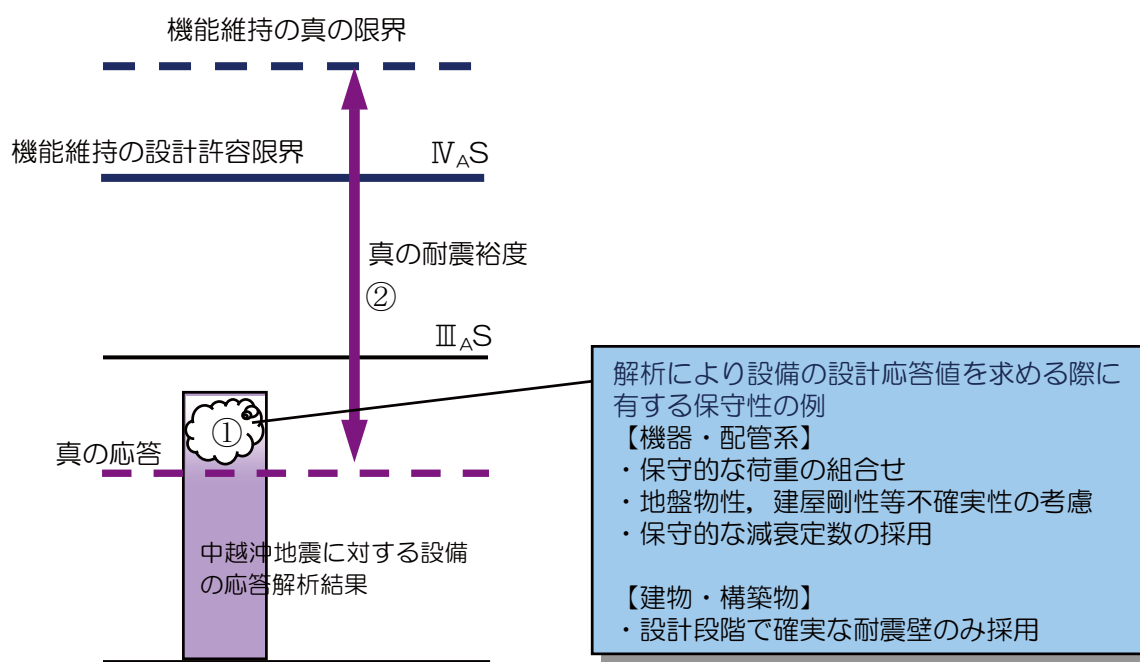 機能維持の真の限界
機能維持の設計許容限界
ⅣAS
真の耐震裕度
②
ⅢAS
①
真の応答
中越沖地震に対する設備
の応答解析結果
解析により設備の設計応答値を求める際に
有する保守性の例
【機器・配管系】
・保守的な荷重の組合せ
・地盤物性，建屋剛性等不確実性の考慮
・保守的な減衰定数の採用
【建物・構築物】
・設計段階で確実な耐震壁のみ採用